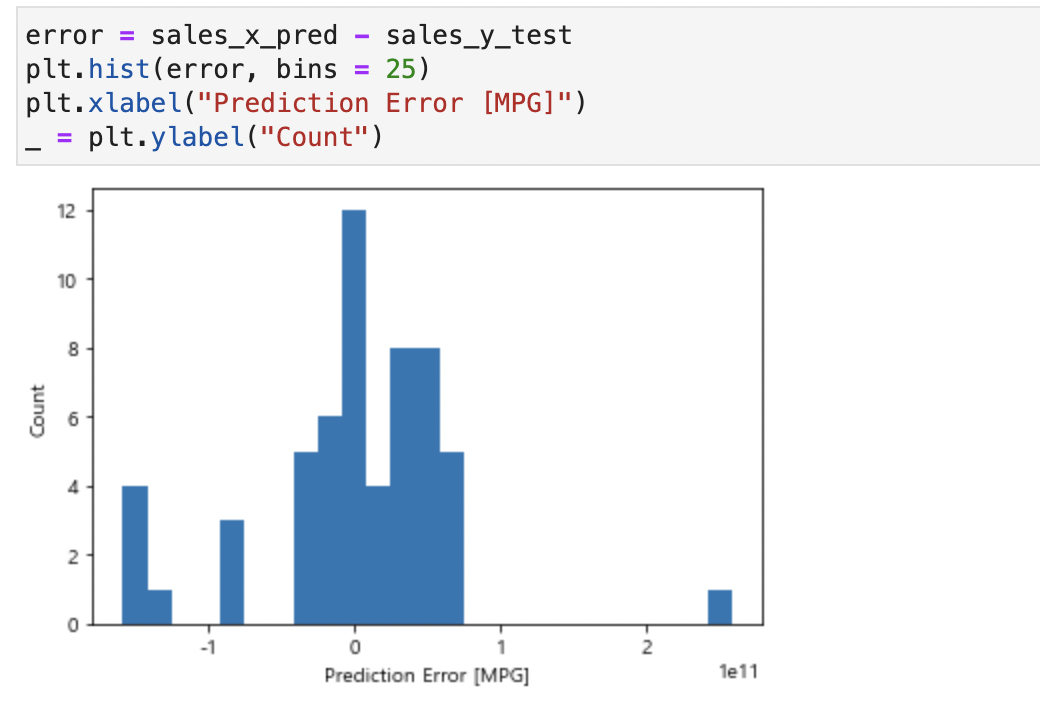 error = sales_x_pred - sales_y_test
plt.hist(error, bins = 25)
plt.xlabel("Prediction Error [MPG]")
_ = plt.ylabel("Count")
12
10
8
6
4
2
0
Count
-1 0 1 2
1e11
Prediction Error [MPG]